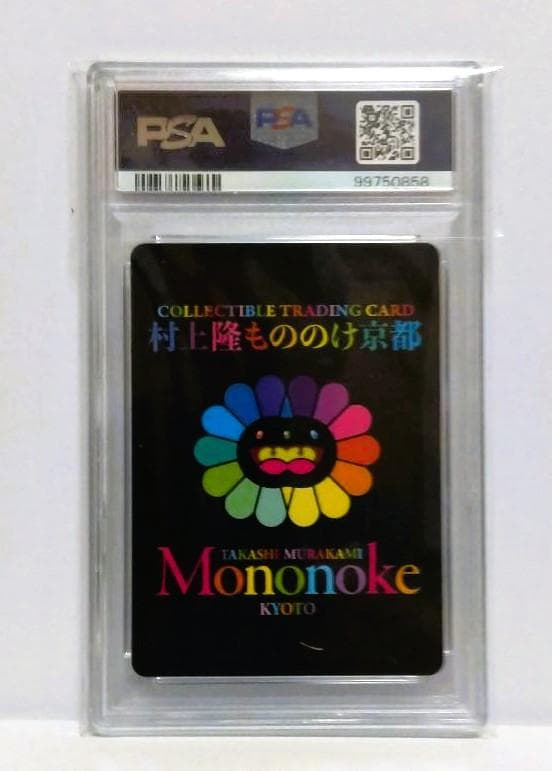 PSA
PSA
99750858
COLLECTIBLE TRADING CARD
村上隆もののけ京都
TAKASHI MURAKAMI
Mononoke
KYOTO